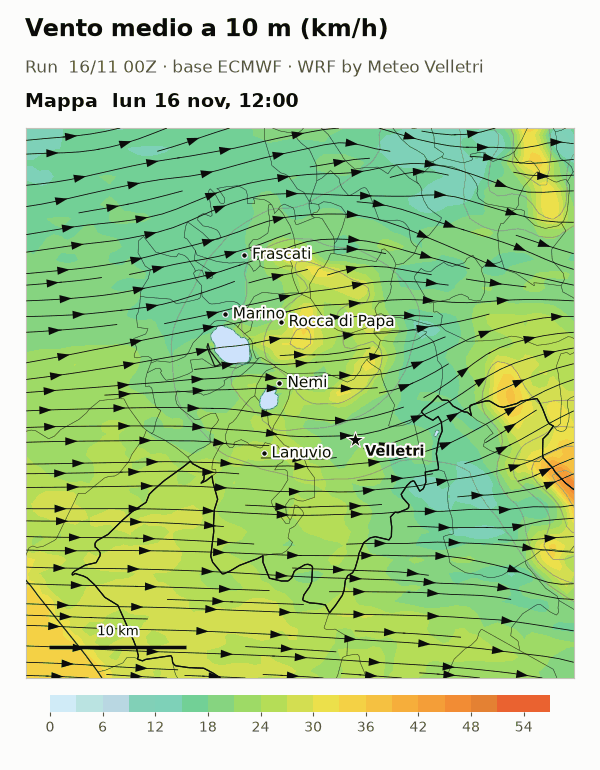 Vento medio a 10 m (km/h)
Run  16/11 00Z · base ECMWF · WRF by Meteo Velletri
Mappa  lun 16 nov, 12:00
Frascati
Marino
Rocca di Papa
Nemi
Velletri
Lanuvio
10 km
0 6 12 18 24 30 36 42 48 54